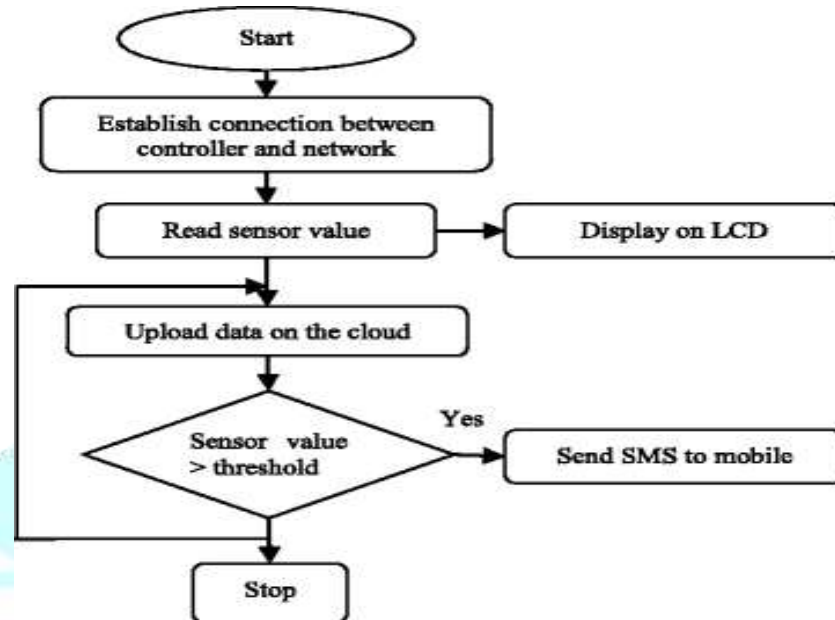 Start
Establish connection between
controller and network
Read sensor value
Display on LCD
Upload data on the cloud
Sensor value
> threshold
Yes
Send SMS to mobile
Stop